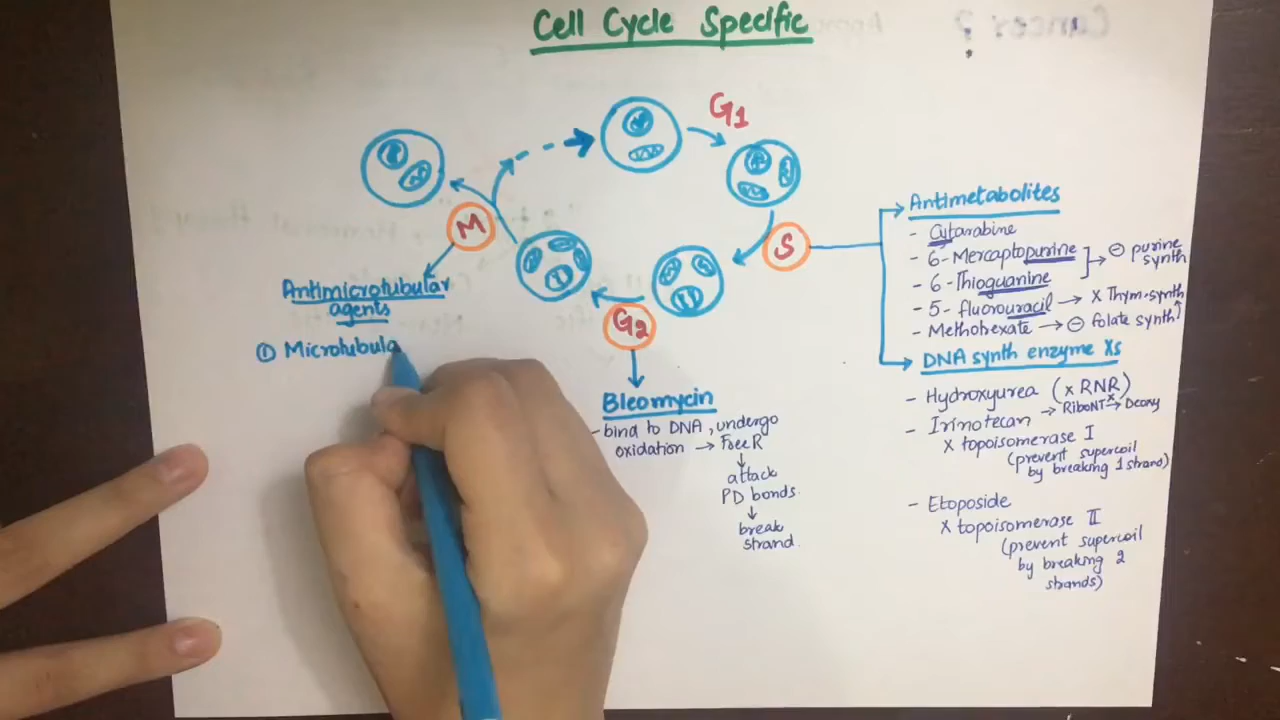 Cell Cycle Specific
Cancer?
G1
M
S
G2
Antimicrotubular
agents
① Microtubula
Bleomycin
- bind to DNA, undergo
oxidation → Free R
↓
attack
PD bonds.
↓
break
strand.
Antimetabolites
- Cytarabine
- 6-Mercaptopurine
- 6-Thioguanine
→ ⊖ purine
synth
- 5-fluorouracil → X Thym.synth
- Methotrexate → ⊖ folate synth↑
DNA synth enzyme Xs
- Hydroxyurea (x RNR)
→ RiboNT x→ Deoxy
- Irinotecan
X topoisomerase I
(prevent supercoil
by breaking 1 strand)
- Etoposide
X topoisomerase II
(prevent supercoil
by breaking 2
strands)